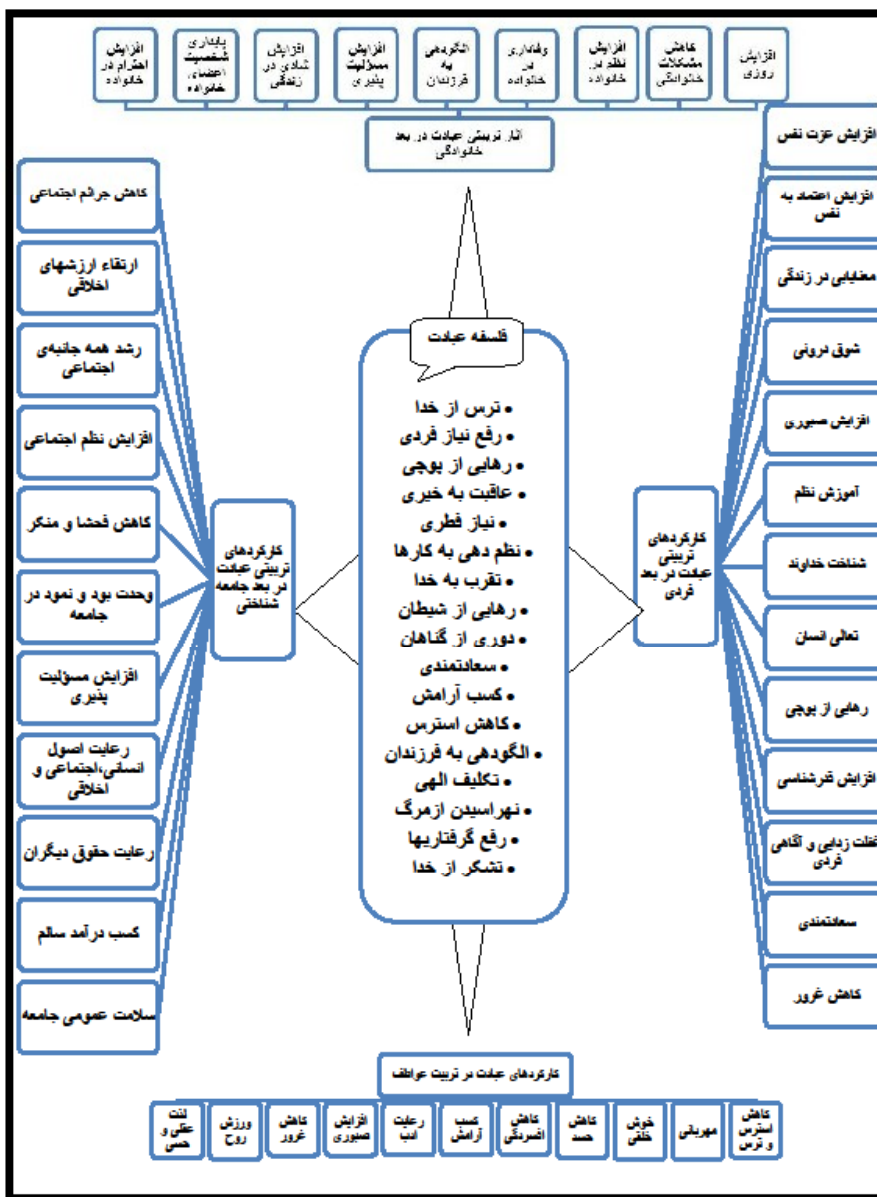 افزایش
روزی
کاهش
مشکلات
خانوادگی
افزایش
نظم در
خانواده
وفاداری
در
خانواده
الگودهی
به
فرزندان
افزایش
مسؤلیت
پذیری
افزایش
شادی در
زندگی
پایداری
شخصیت
اعضای
خانواده
افزایش
احترام در
خانواده
آثار تربیتی عبادت در بعد
خانوادگی
افزایش عزت نفس
افزایش اعتماد به
نفس
معنایابی در زندگی
شوق درونی
افزایش صبوری
آموزش نظم
شناخت خداوند
تعالی انسان
رهایی از پوچی
افزایش قدرشناسی
غفلت زدایی و آگاهی
فردی
سعادتمندی
کاهش غرور
کارکردهای
تربیتی
عبادت در بعد
فردی
فلسفه عبادت
• ترس از خدا
• رفع نیاز فردی
• رهایی از پوچی
• عاقبت به خیری
• نیاز فطری
• نظم دهی به کارها
• تقرب به خدا
• رهایی از شیطان
• دوری از گناهان
• سعادتمندی
• کسب آرامش
• کاهش استرس
• الگودهی به فرزندان
• تکلیف الهی
• نهراسیدن ازمرگ
• رفع گرفتاریها
• تشکر از خدا
کارکردهای
تربیتی عبادت
در بعد جامعه
شناختی
کاهش جرائم اجتماعی
ارتقاء ارزشهای
اخلاقی
رشد همه جانبه‌ی
اجتماعی
افزایش نظم اجتماعی
کاهش فحشا و منکر
وحدت بود و نمود در
جامعه
افزایش مسؤلیت
پذیری
رعایت اصول
انسانی،اجتماعی و
اخلاقی
رعایت حقوق دیگران
کسب درآمد سالم
سلامت عمومی جامعه
کارکردهای عبادت در تربیت عواطف
کاهش
استرس
و ترس
مهربانی
خوش
خلقی
کاهش
حسد
کاهش
افسردگی
کسب
آرامش
رعایت
ادب
افزایش
صبوری
کاهش
غرور
ورزش
روح
لذت
عقلی و
حسی